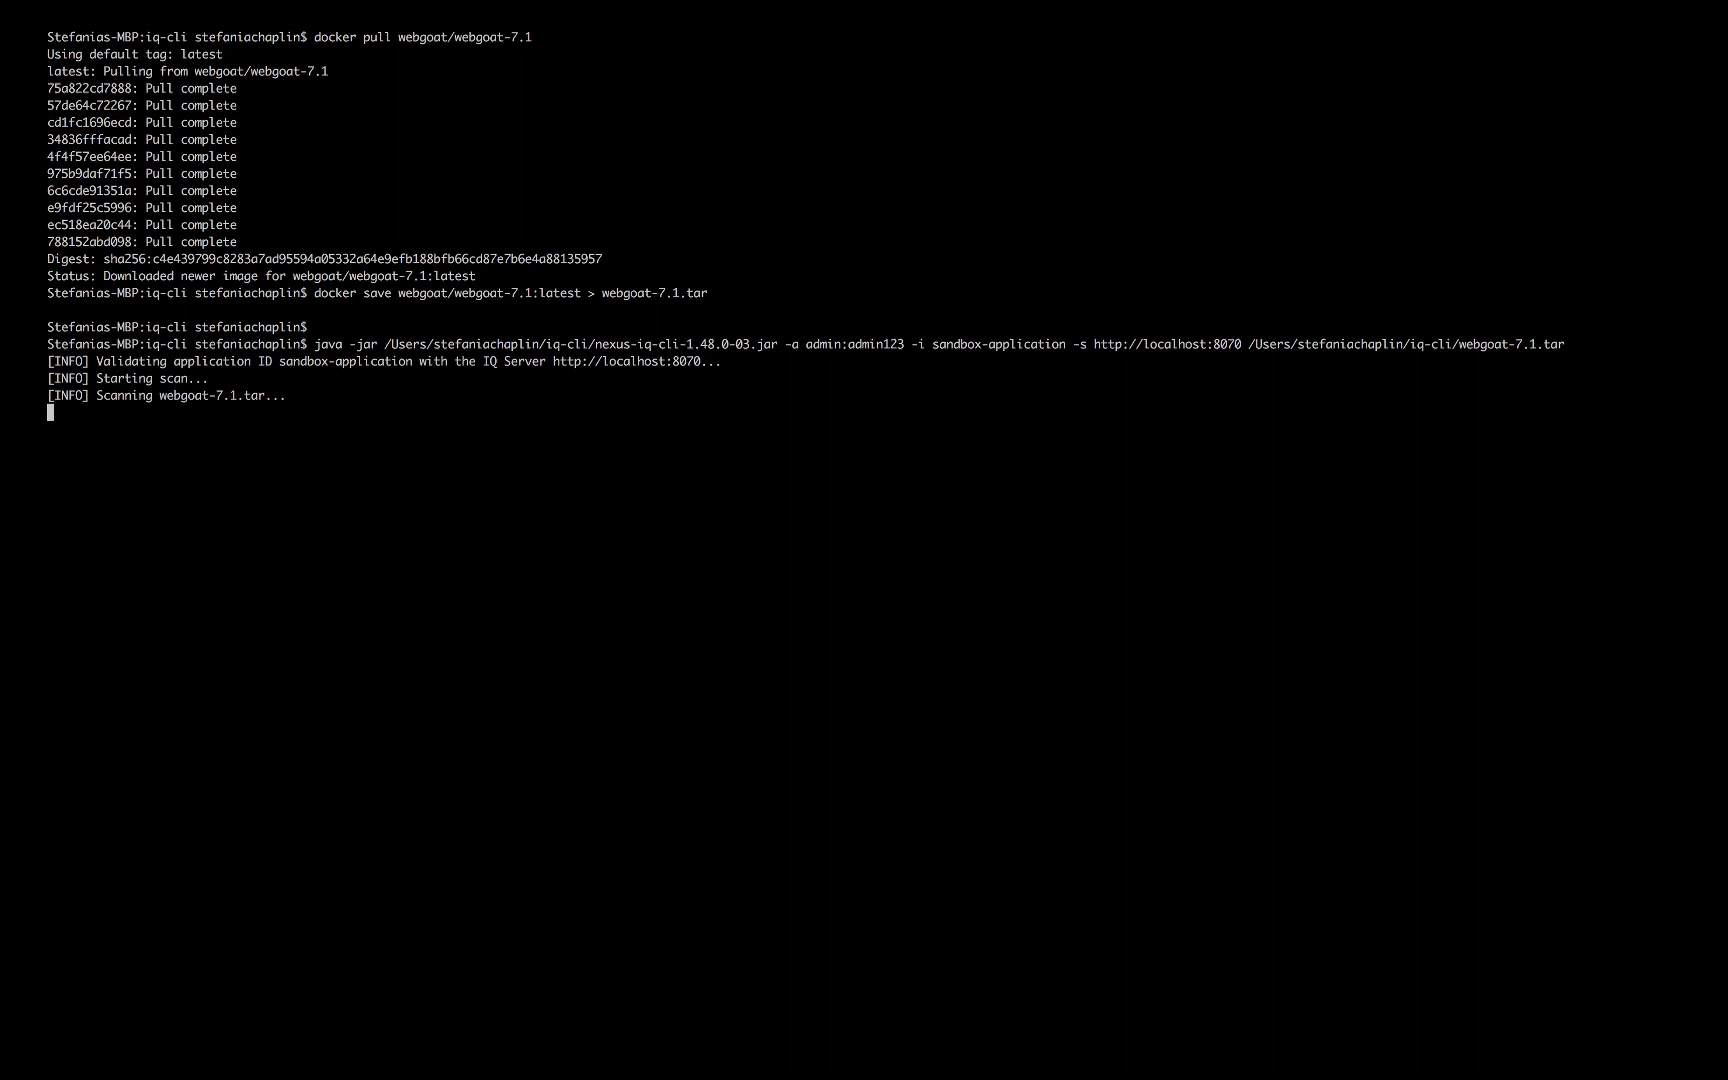 Stefanias-MBP:iq-cli stefaniachaplin$ docker pull webgoat/webgoat-7.1
Using default tag: latest
latest: Pulling from webgoat/webgoat-7.1
75a822cd7888: Pull complete
57de64c72267: Pull complete
cd1fc1696ecd: Pull complete
34836fffacad: Pull complete
4f4f57ee64ee: Pull complete
975b9daf71f5: Pull complete
6c6cde91351a: Pull complete
e9fdf25c5996: Pull complete
ec518ea20c44: Pull complete
788152abd098: Pull complete
Digest: sha256:c4e439799c8283a7ad95594a05332a64e9efb188bfb66cd87e7b6e4a88135957
Status: Downloaded newer image for webgoat/webgoat-7.1:latest
Stefanias-MBP:iq-cli stefaniachaplin$ docker save webgoat/webgoat-7.1:latest > webgoat-7.1.tar
Stefanias-MBP:iq-cli stefaniachaplin$
Stefanias-MBP:iq-cli stefaniachaplin$ java -jar /Users/stefaniachaplin/iq-cli/nexus-iq-cli-1.48.0-03.jar -a admin:admin123 -i sandbox-application -s http://localhost:8070 /Users/stefaniachaplin/iq-cli/webgoat-7.1.tar
[INFO] Validating application ID sandbox-application with the IQ Server http://localhost:8070...
[INFO] Starting scan...
[INFO] Scanning webgoat-7.1.tar...